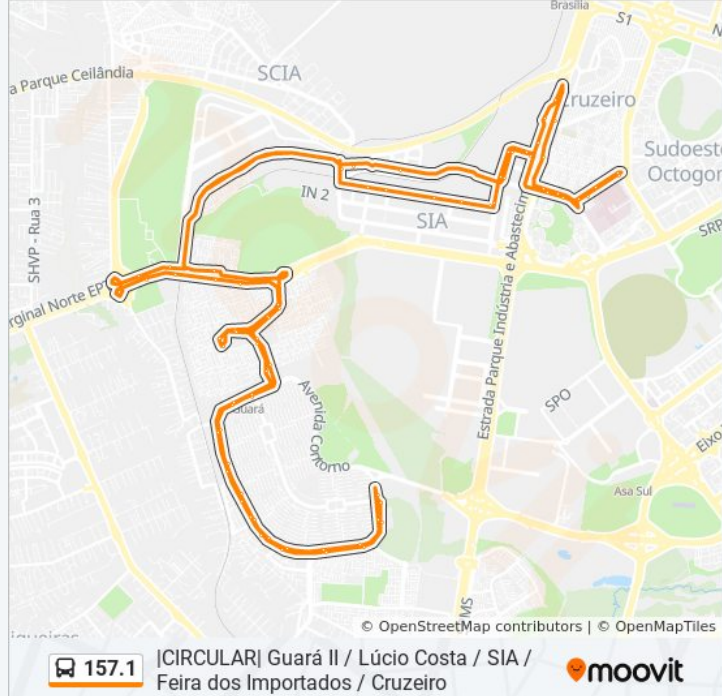 Brasília
S1
a Parque Ceilândia
SCIA
Cruzeiro
Sudoeste
Octogon
IN 2
SIA
SHVP - Rua 3
SRP
arginal Norte EPT
Estrada Parque Indústria e Abastecim
Avenida Contorno
Guará
SPO
Eixo
Asa Sul
MS
© OpenStreetMap contributors | © OpenMapTiles
157.1
|CIRCULAR| Guará II / Lúcio Costa / SIA /
Feira dos Importados / Cruzeiro
moovit